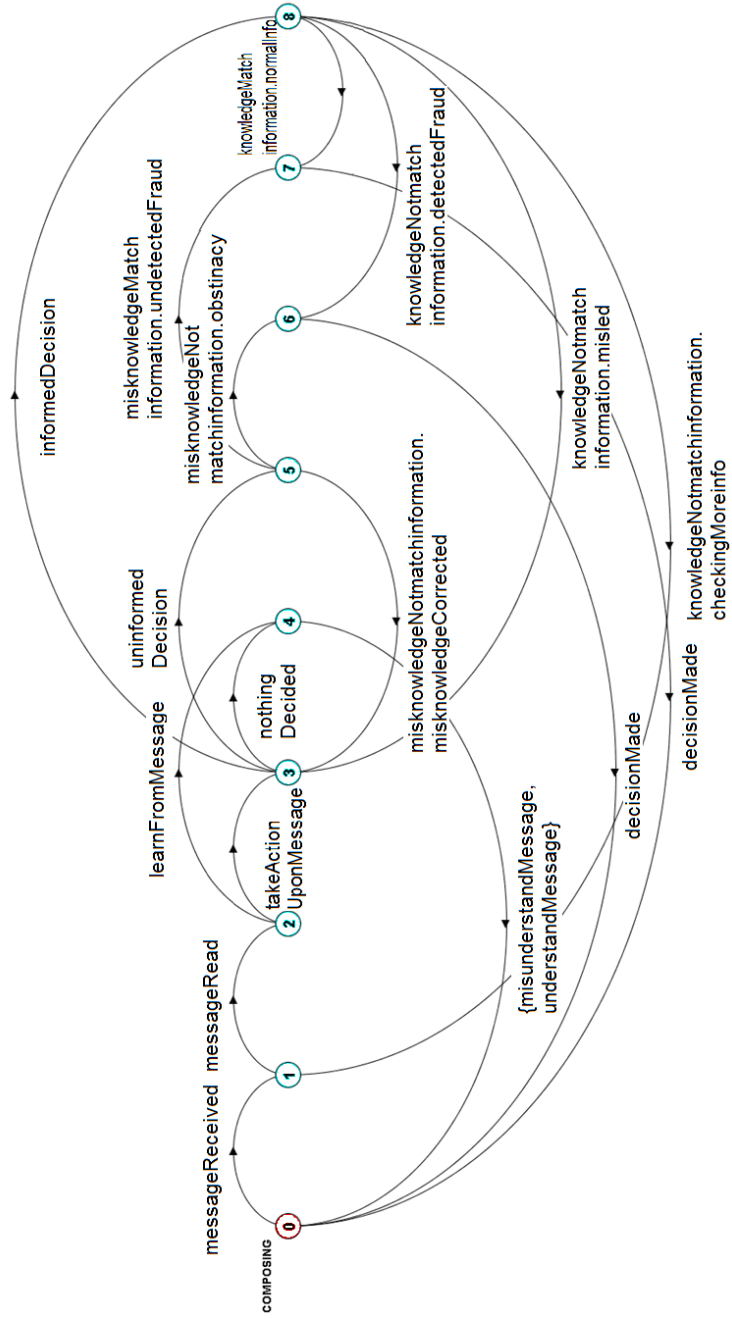 COMPOSING
0
1
2
3
4
5
6
7
8
messageReceived
messageRead
learnFromMessage
takeAction
UponMessage
nothing
Decided
uninformed
Decision
informedDecision
misknowledgeMatch
information.undetectedFraud
misknowledgeNot
matchinformation.obstinacy
knowledgeMatch
information.normalInfo
knowledgeNotmatch
information.detectedFraud
knowledgeNotmatch
information.misled
misknowledgeNotmatchinformation.
misknowledgeCorrected
{misunderstandMessage,
understandMessage}
decisionMade
decisionMade
knowledgeNotmatchinformation.
checkingMoreinfo